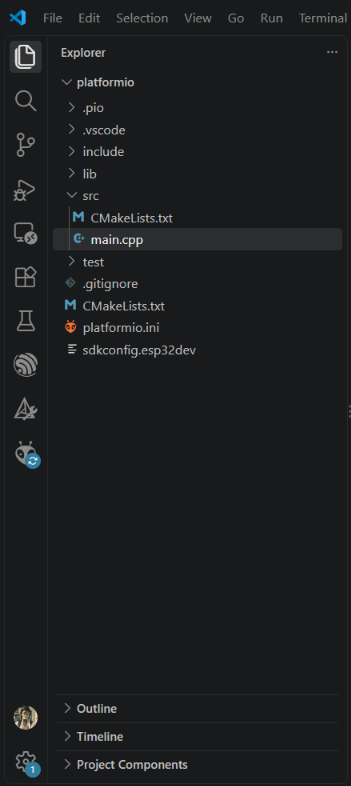 File Edit Selection View Go Run Terminal
Explorer
platformio
.pio
.vscode
include
lib
src
CMakeLists.txt
main.cpp
test
.gitignore
CMakeLists.txt
platformio.ini
sdkconfig.esp32dev
Outline
Timeline
1
Project Components